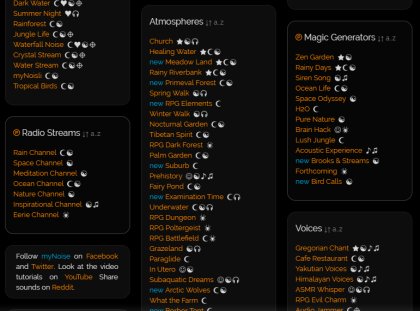 Dark Water
Summer Night
Rainforest
Jungle Life
Waterfall Noise
Crystal Stream
Water Stream
myNoiSli
Tropical Birds
Radio Streams a..z
Rain Channel
Space Channel
Meditation Channel
Ocean Channel
Nature Channel
Inspirational Channel
Eerie Channel
Follow myNoise on Facebook
and Twitter. Look at the video
tutorials on YouTube Share
sounds on Reddit.
Atmospheres a..z
Church
Healing Water
new Meadow Land
Rainy Riverbank
new Primeval Forest
Spring Walk
new RPG Elements
Winter Walk
Nocturnal Garden
Tibetan Spirit
RPG Dark Forest
Palm Garden
new Suburb
Prehistory
Fairy Pond
new Examination Time
Underwater
RPG Dungeon
RPG Poltergeist
RPG Battlefield
Grazeland
Paraglide
In Utero
Subaquatic Dreams
new Arctic Wolves
What the Farm
Magic Generators a..z
Zen Garden
Rainy Days
Siren Song
Ocean Life
Space Odyssey
H2O
Pure Nature
Brain Hack
Lush Jungle
Acoustic Experience
new Brooks & Streams
Forthcoming
new Bird Calls
Voices a..z
Gregorian Chant
Cafe Restaurant
Yakutian Voices
Himalayan Voices
ASMR Whisper
RPG Evil Charm